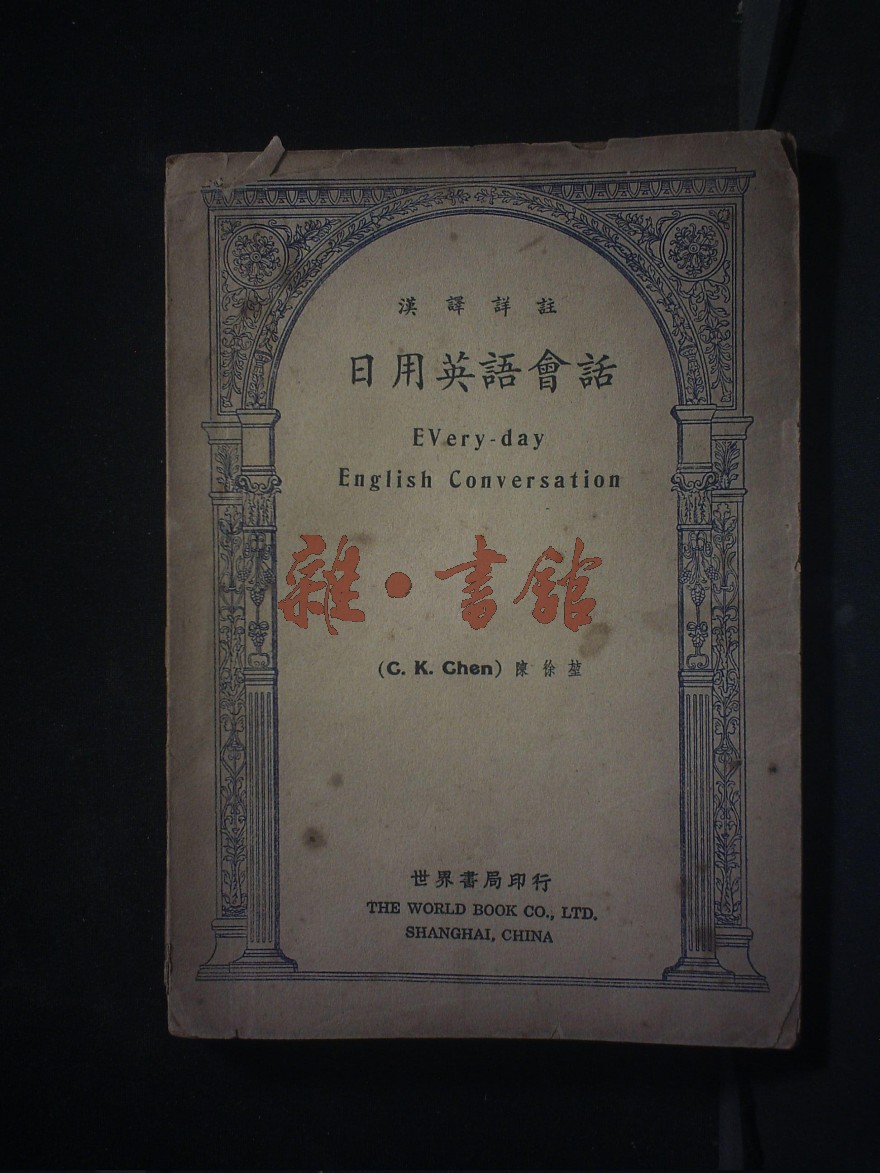 漢譯詳註
日用英語會話
EVery-day
English Conversation
雜·書館
(C. K. Chen) 陳徐堃
世界書局印行
THE WORLD BOOK CO., LTD.
SHANGHAI, CHINA